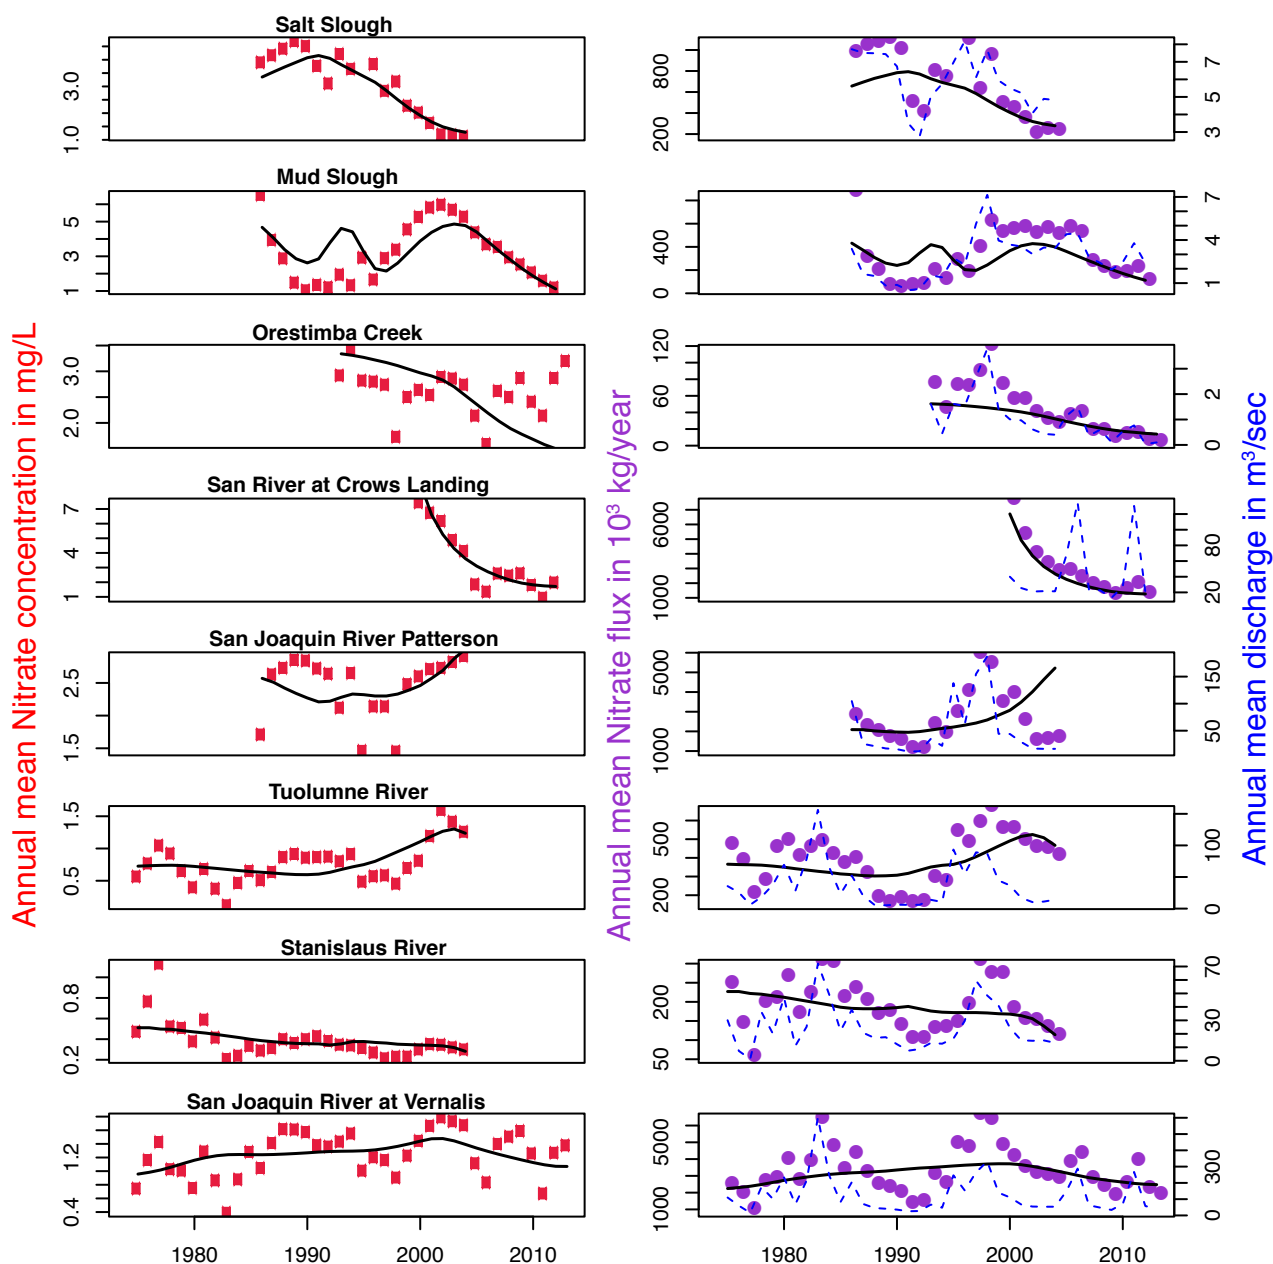 Salt Slough
1.0 3.0
200 800
3 5 7
Mud Slough
1 3 5
0 400
1 4 7
Orestimba Creek
2.0 3.0
0 60 120
0 2
San River at Crows Landing
1 4 7
1000 6000
20 80
San Joaquin River Patterson
1.5 2.5
1000 5000
50 150
Tuolumne River
0.5 1.5
200 500
0 100
Stanislaus River
0.2 0.8
50 200
0 30 70
San Joaquin River at Vernalis
0.4 1.2
1000 5000
0 300
1980 1990 2000 2010
1980 1990 2000 2010
Annual mean Nitrate concentration in mg/L
Annual mean Nitrate flux in 10³ kg/year
Annual mean discharge in m³/sec